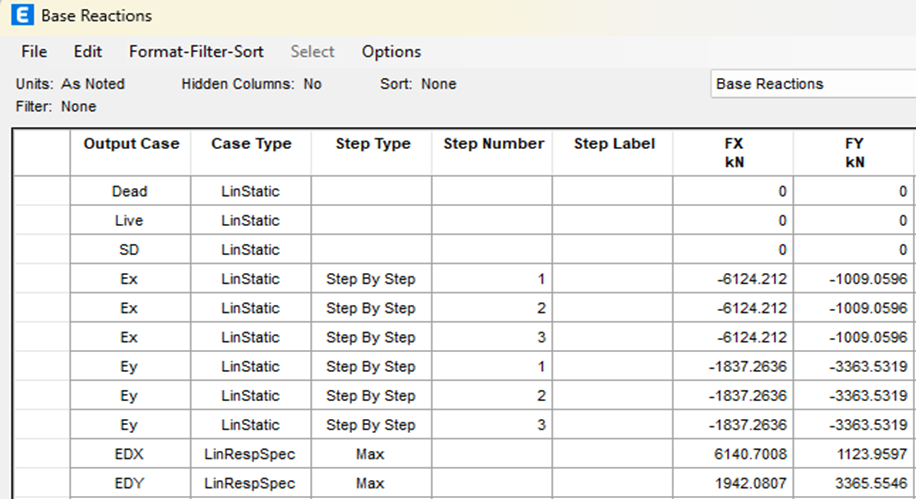 E Base Reactions
File Edit Format-Filter-Sort Select Options
Units: As Noted Hidden Columns: No Sort: None Base Reactions
Filter: None
Output Case Case Type Step Type Step Number Step Label FX kN FY kN
Dead LinStatic 0 0
Live LinStatic 0 0
SD LinStatic 0 0
Ex LinStatic Step By Step 1 -6124.212 -1009.0596
Ex LinStatic Step By Step 2 -6124.212 -1009.0596
Ex LinStatic Step By Step 3 -6124.212 -1009.0596
Ey LinStatic Step By Step 1 -1837.2636 -3363.5319
Ey LinStatic Step By Step 2 -1837.2636 -3363.5319
Ey LinStatic Step By Step 3 -1837.2636 -3363.5319
EDX LinRespSpec Max 6140.7008 1123.9597
EDY LinRespSpec Max 1942.0807 3365.5546